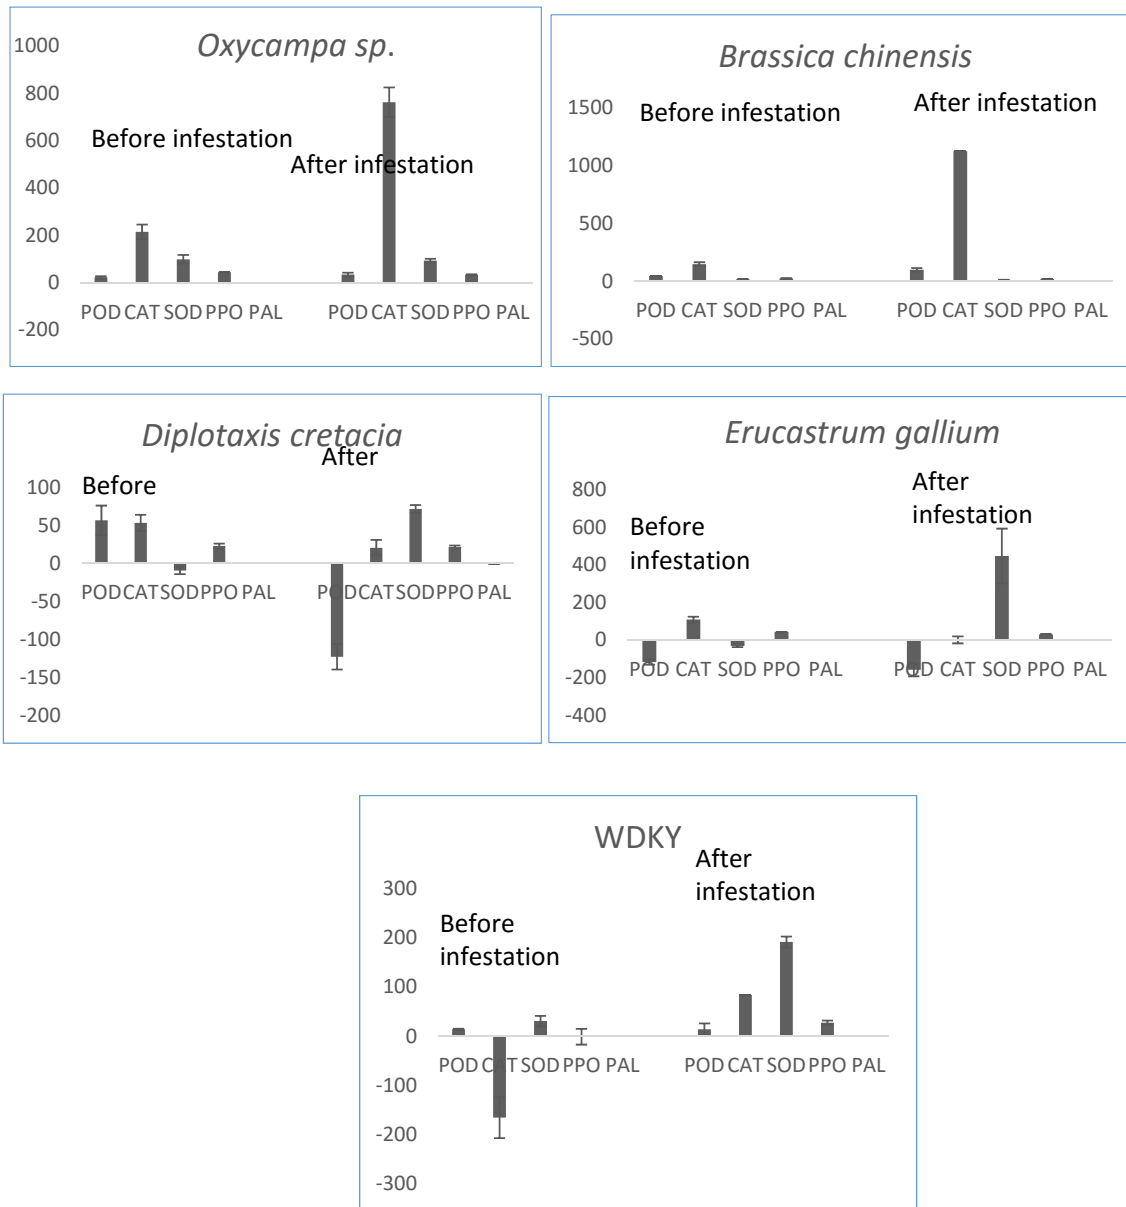 Oxycampa sp.
1000
800
600
400
200
0
-200
Before infestation
After infestation
POD CAT SOD PPO PAL
POD CAT SOD PPO PAL
Brassica chinensis
1500
1000
500
0
-500
Before infestation
After infestation
POD CAT SOD PPO PAL
POD CAT SOD PPO PAL
Diplotaxis cretacia
100
50
0
-50
-100
-150
-200
Before
After
POD CAT SOD PPO PAL
POD CAT SOD PPO PAL
Erucastrum gallium
800
600
400
200
0
-200
-400
Before
infestation
After
infestation
POD CAT SOD PPO PAL
POD CAT SOD PPO PAL
WDKY
300
200
100
0
-100
-200
-300
Before
infestation
After
infestation
POD CAT SOD PPO PAL
POD CAT SOD PPO PAL